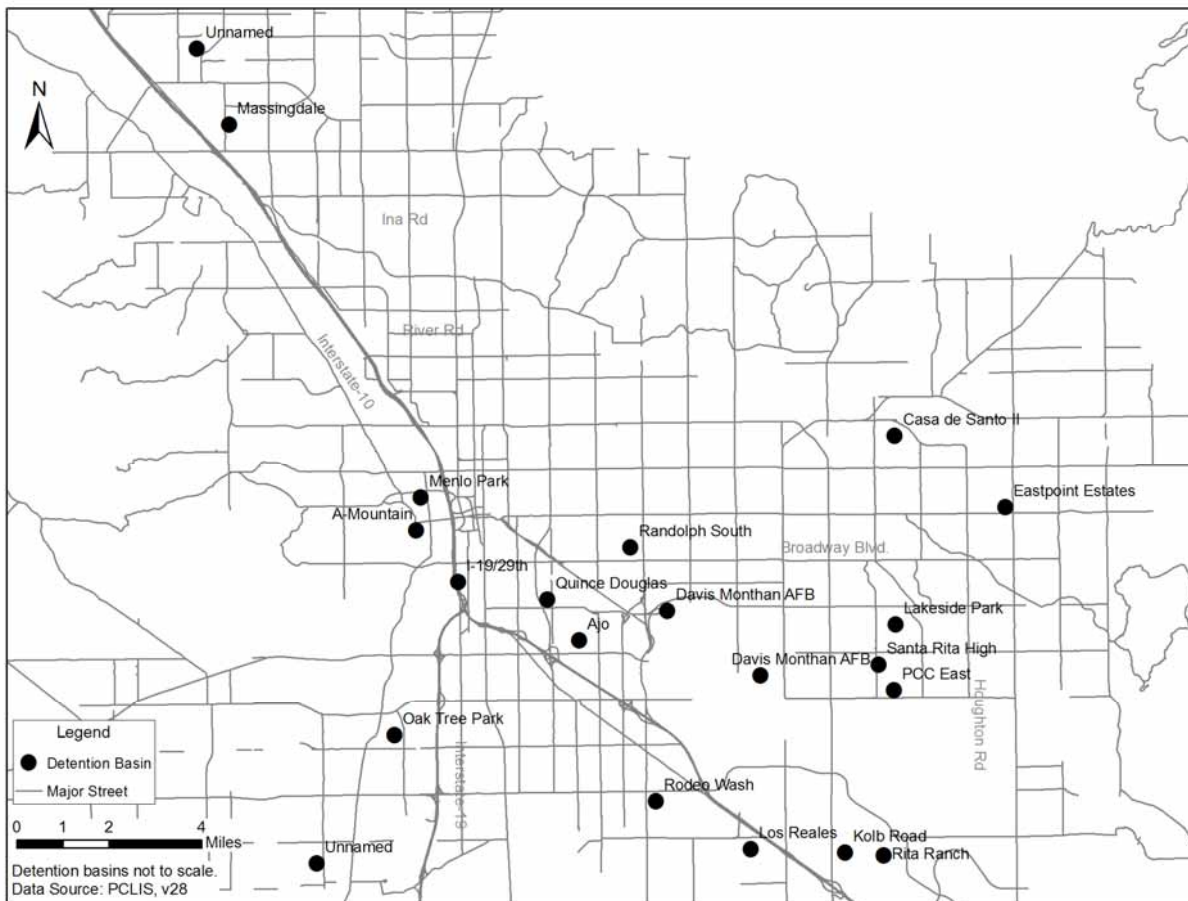 Unnamed
N
Massingdale
Ina Rd
River Rd
Interstate-10
Casa de Santo II
Menlo Park
Eastpoint Estates
A-Mountain
Randolph South
Broadway Blvd.
I-19/29th
Quince Douglas
Davis Monthan AFB
Ajo
Lakeside Park
Santa Rita High
Davis Monthan AFB
PCC East
Houghton Rd
Oak Tree Park
Interstate-19
Legend
Detention Basin
Major Street
Rodeo Wash
Los Reales
Kolb Road
Rita Ranch
Unnamed
0 1 2 4
Miles
Detention basins not to scale.
Data Source: PCLIS, v28